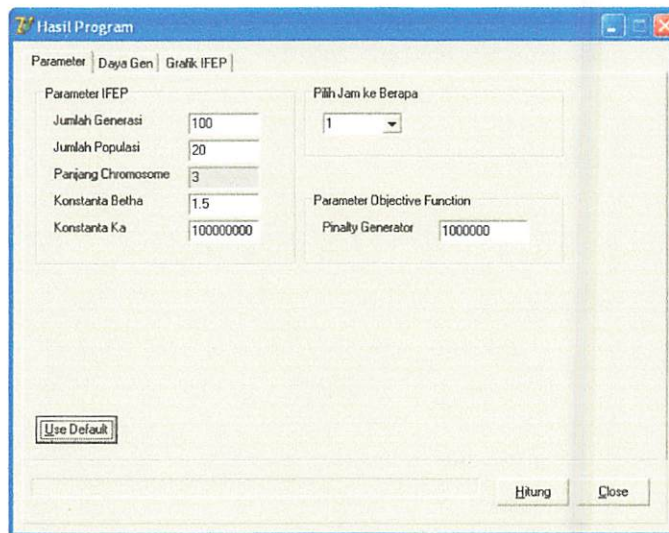 Hasil Program
Parameter Daya Gen Grafik IFEP
Parameter IFEP
Jumlah Generasi 100
Jumlah Populasi 20
Panjang Chromosome 3
Konstanta Betha 1.5
Konstanta Ka 100000000
Pilih Jam ke Berapa
1
Parameter Objective Function
Pinalty Generator 1000000
Use Default
Hitung Close